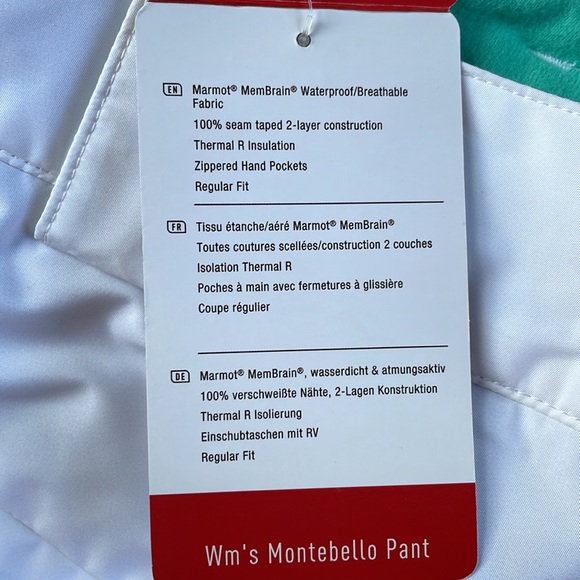 EN Marmot® MemBrain® Waterproof/Breathable
Fabric
100% seam taped 2-layer construction
Thermal R Insulation
Zippered Hand Pockets
Regular Fit
FR Tissu étanche/aéré Marmot® MemBrain®
Toutes coutures scellées/construction 2 couches
Isolation Thermal R
Poches à main avec fermetures à glissière
Coupe régulier
DE Marmot® MemBrain®, wasserdicht & atmungsaktiv
100% verschweißte Nähte, 2-Lagen Konstruktion
Thermal R Isolierung
Einschubtaschen mit RV
Regular Fit
Wm's Montebello Pant